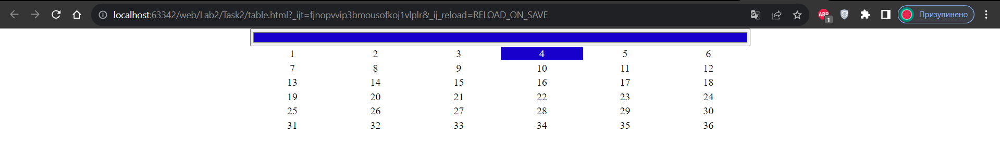 localhost:63342/web/Lab2/Task2/table.html?_ijt=fjnopvvip3bmousofkoj1vlplr&_ij_reload=RELOAD_ON_SAVE
ABP
1
Призупинено
1 2 3 4 5 6
7 8 9 10 11 12
13 14 15 16 17 18
19 20 21 22 23 24
25 26 27 28 29 30
31 32 33 34 35 36